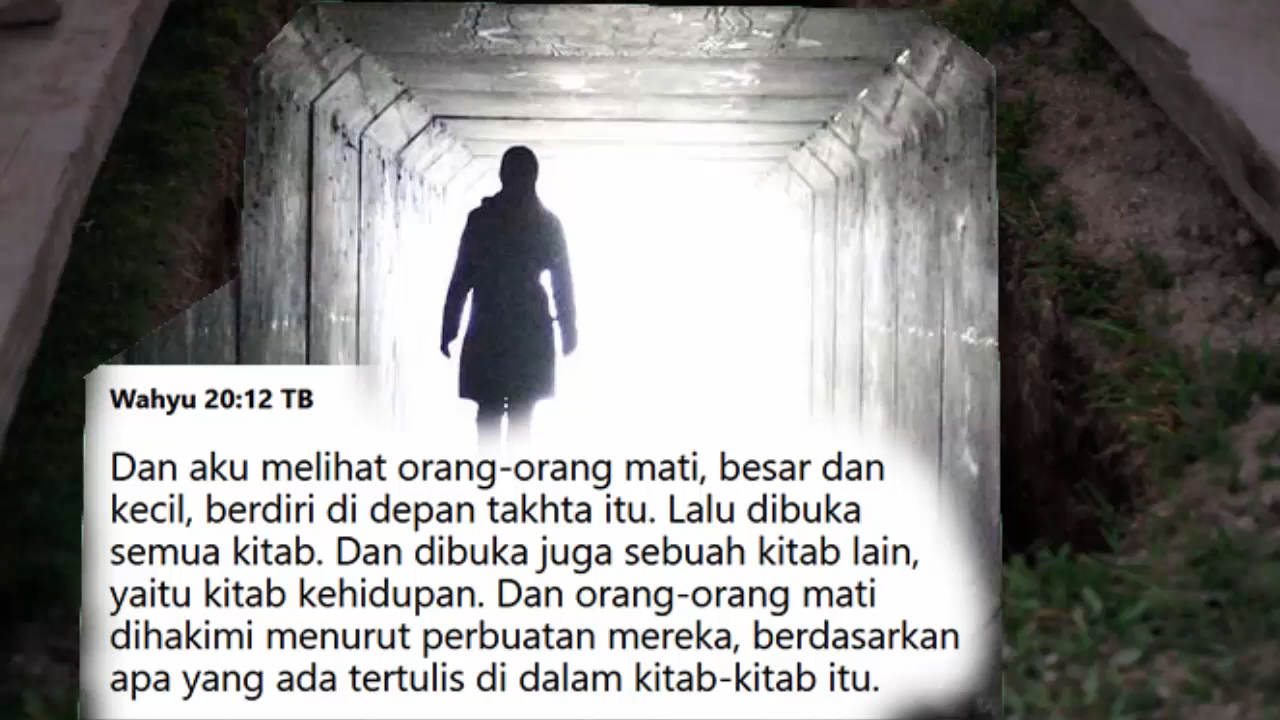 Wahyu 20:12 TB
Dan aku melihat orang-orang mati, besar dan
kecil, berdiri di depan takhta itu. Lalu dibuka
semua kitab. Dan dibuka juga sebuah kitab lain,
yaitu kitab kehidupan. Dan orang-orang mati
dihakimi menurut perbuatan mereka, berdasarkan
apa yang ada tertulis di dalam kitab-kitab itu.